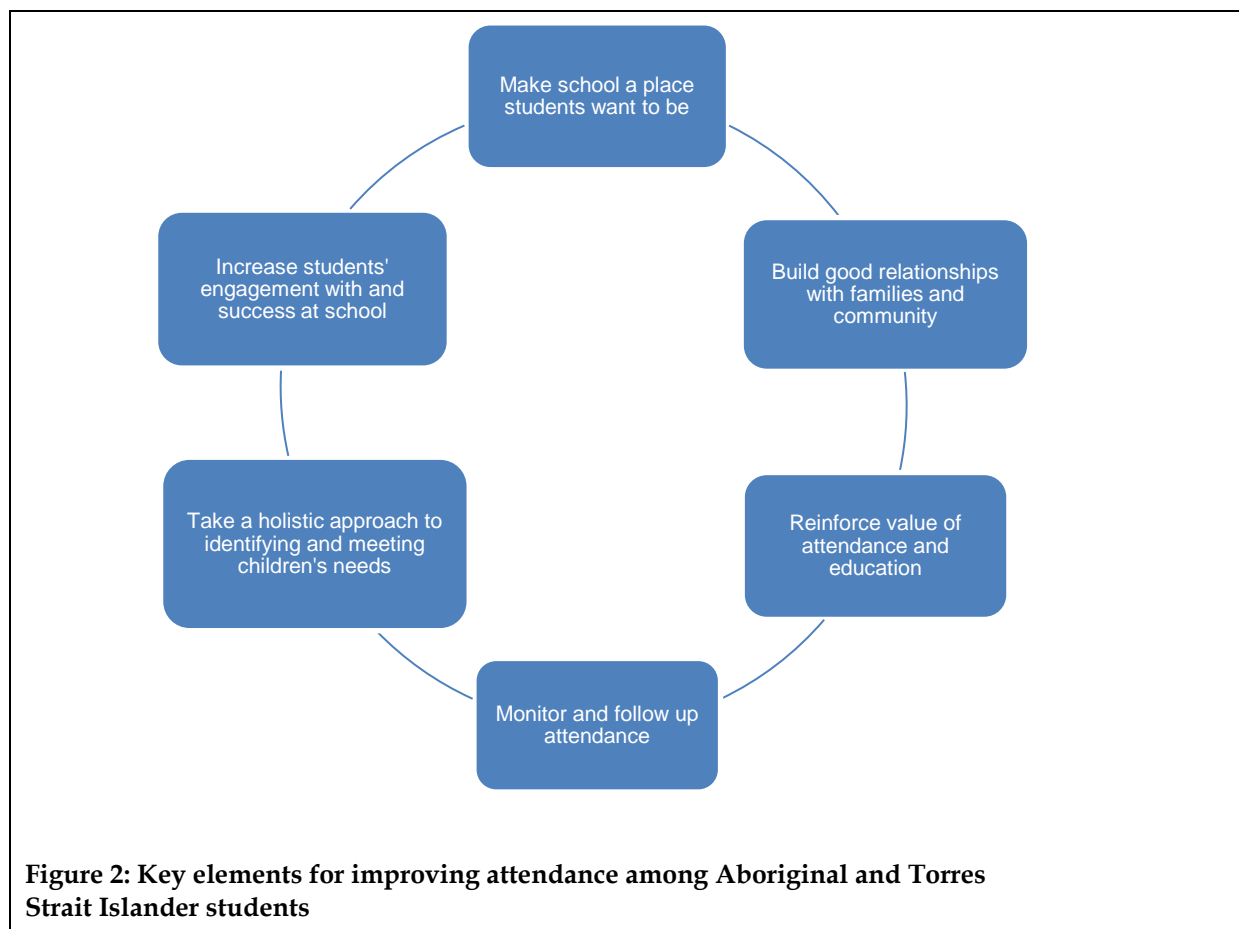 Make school a place
students want to be
Build good relationships
with families and
community
Reinforce value of
attendance and
education
Monitor and follow up
attendance
Take a holistic approach to
identifying and meeting
children's needs
Increase students'
engagement with and
success at school
Figure 2: Key elements for improving attendance among Aboriginal and Torres
Strait Islander students